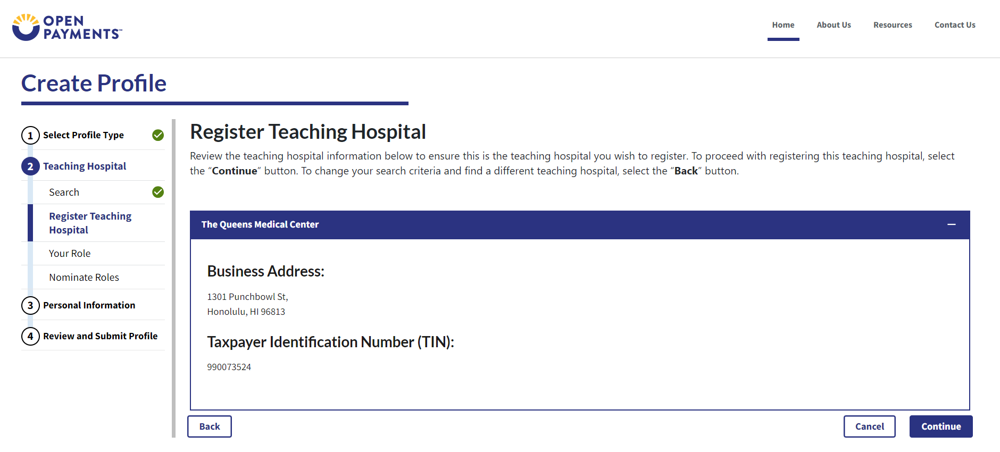 OPEN
PAYMENTS™
Home About Us Resources Contact Us
Create Profile
1 Select Profile Type
2 Teaching Hospital
Search
Register Teaching
Hospital
Your Role
Nominate Roles
3 Personal Information
4 Review and Submit Profile
Register Teaching Hospital
Review the teaching hospital information below to ensure this is the teaching hospital you wish to register. To proceed with registering this teaching hospital, select
the “Continue” button. To change your search criteria and find a different teaching hospital, select the “Back” button.
The Queens Medical Center
Business Address:
1301 Punchbowl St,
Honolulu, HI 96813
Taxpayer Identification Number (TIN):
990073524
Back Cancel Continue